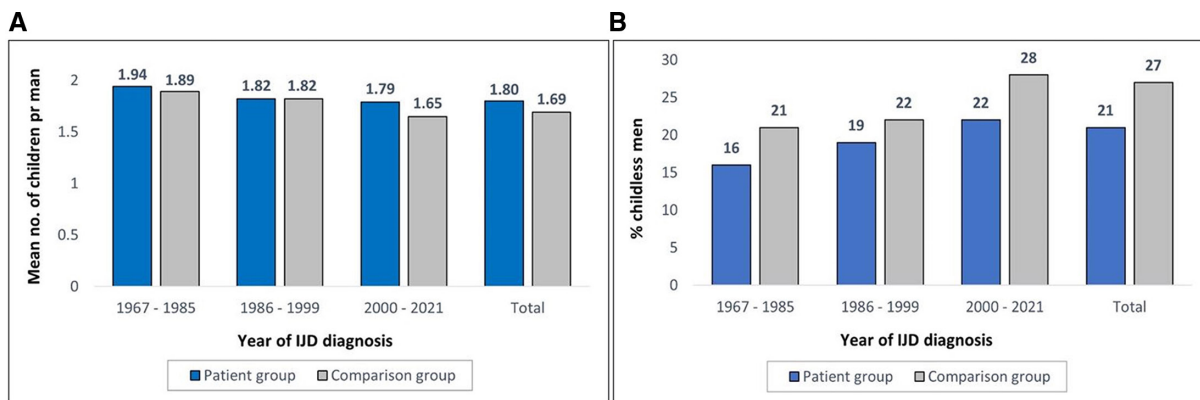 A
Mean no. of children pr man
2
1.5
1
0.5
0
1.94 1.89 1.82 1.82 1.79 1.65 1.80 1.69
1967 - 1985 1986 - 1999 2000 - 2021 Total
Year of IJD diagnosis
Patient group Comparison group
B
% childless men
30
25
20
15
10
5
0
16 21 19 22 22 28 21 27
1967 - 1985 1986 - 1999 2000 - 2021 Total
Year of IJD diagnosis
Patient group Comparison group